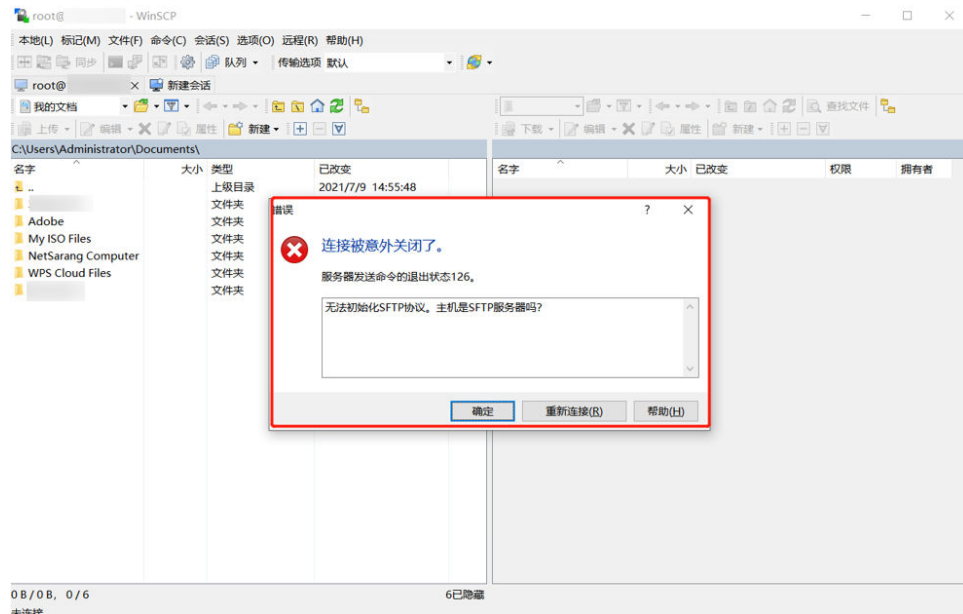 root@ - WinSCP
本地(L) 标记(M) 文件(F) 命令(C) 会话(S) 选项(O) 远程(R) 帮助(H)
同步 队列 传输选项 默认
root@ × 新建会话
我的文档 查找文件
上传 编辑 属性 新建 下载 编辑 属性 新建
C:\Users\Administrator\Documents\
名字 大小 类型 已改变 名字 大小 已改变 权限 拥有者
.. 上级目录 2021/7/9 14:55:48
文件夹
Adobe 文件夹
My ISO Files 文件夹
NetSarang Computer 文件夹
WPS Cloud Files 文件夹
文件夹
错误 ? ×
连接被意外关闭了。
服务器发送命令的退出状态126。
无法初始化SFTP协议。主机是SFTP服务器吗?
确定 重新连接(R) 帮助(H)
0 B / 0 B, 0 / 6 6已隐藏
未连接